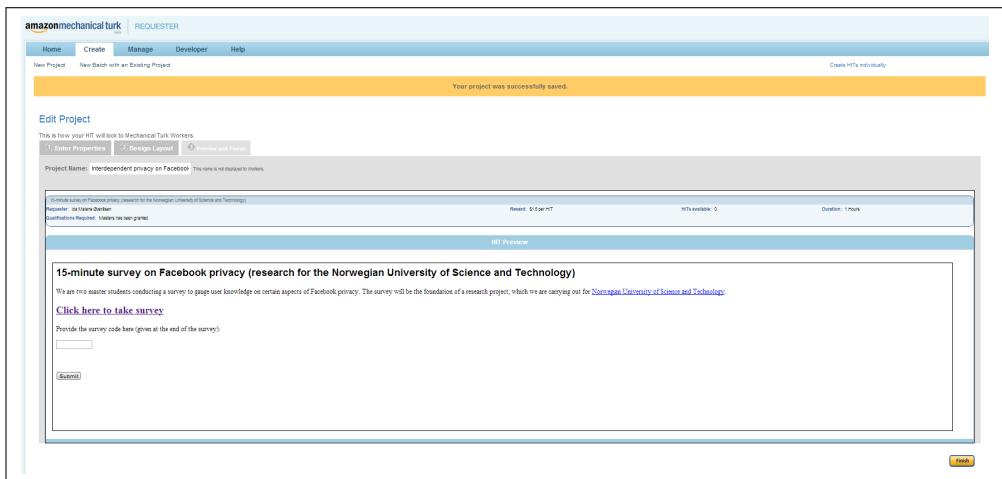 amazonmechanical turk REQUESTER
Home Create Manage Developer Help
New Project New Batch with an Existing Project Create HITs individually
Your project was successfully saved.
Edit Project
This is how your HIT will look to Mechanical Turk Workers.
1 Enter Properties 2 Design Layout 3 Preview and Finish
Project Name: Interdependent privacy on Facebook This name is not displayed to Workers.
15-minute survey on Facebook privacy (research for the Norwegian University of Science and Technology)
Requester: Ida Malene Reward: $1.5 per HIT HITs available: 0 Duration: 1 Hours
Qualifications Required: Masters has been granted
HIT Preview
15-minute survey on Facebook privacy (research for the Norwegian University of Science and Technology)
We are two master students conducting a survey to gauge user knowledge on certain aspects of Facebook privacy. The survey will be the foundation of a research project, which we are carrying out for Norwegian University of Science and Technology.
Click here to take survey
Provide the survey code here (given at the end of the survey):
Submit
Finish